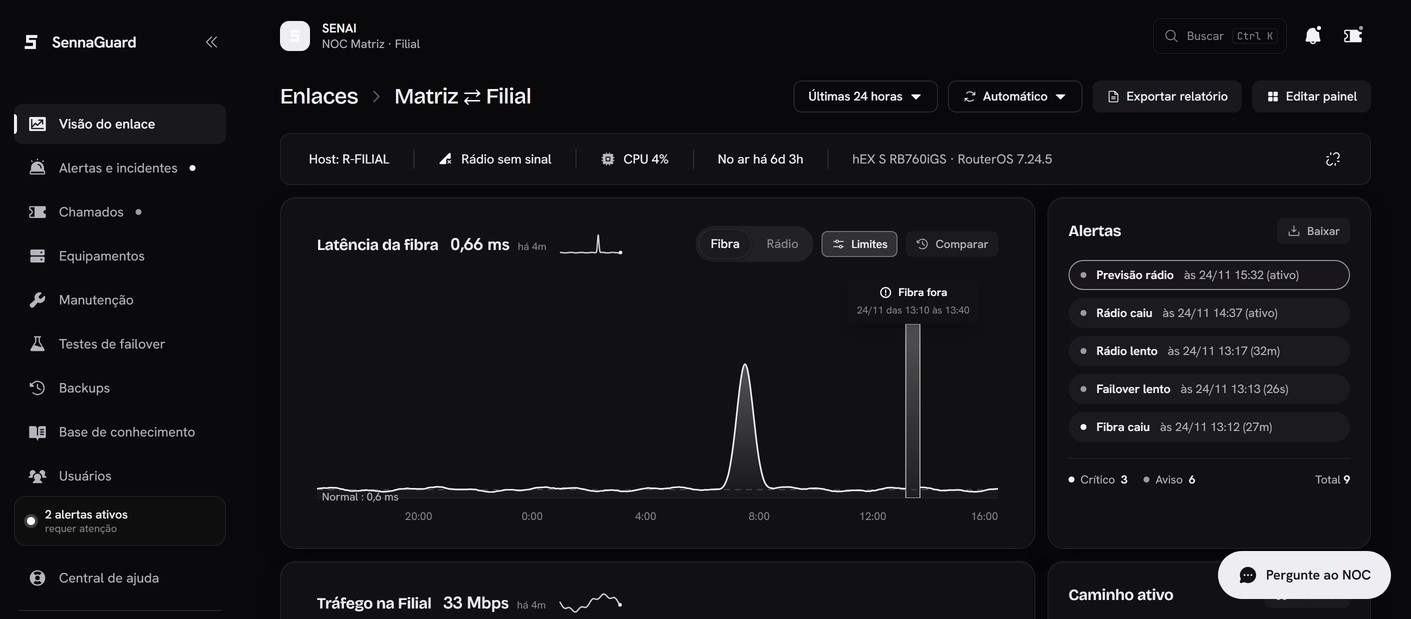 SennaGuard
SENAI
NOC Matriz · Filial
Buscar Ctrl K
Enlaces > Matriz ⇄ Filial
Últimas 24 horas
Automático
Exportar relatório
Editar painel
Visão do enlace
Alertas e incidentes
Chamados
Equipamentos
Manutenção
Testes de failover
Backups
Base de conhecimento
Usuários
2 alertas ativos
requer atenção
Central de ajuda
Host: R-FILIAL
Rádio sem sinal
CPU 4%
No ar há 6d 3h
hEX S RB760iGS · RouterOS 7.24.5
Latência da fibra 0,66 ms há 4m
Fibra Rádio
Limites
Comparar
Fibra fora
24/11 das 13:10 às 13:40
Normal : 0,6 ms
20:00 0:00 4:00 8:00 12:00 16:00
Alertas
Baixar
Previsão rádio às 24/11 15:32 (ativo)
Rádio caiu às 24/11 14:37 (ativo)
Rádio lento às 24/11 13:17 (32m)
Failover lento às 24/11 13:13 (26s)
Fibra caiu às 24/11 13:12 (27m)
Crítico 3 Aviso 6 Total 9
Tráfego na Filial 33 Mbps há 4m
Caminho ativo
Pergunte ao NOC